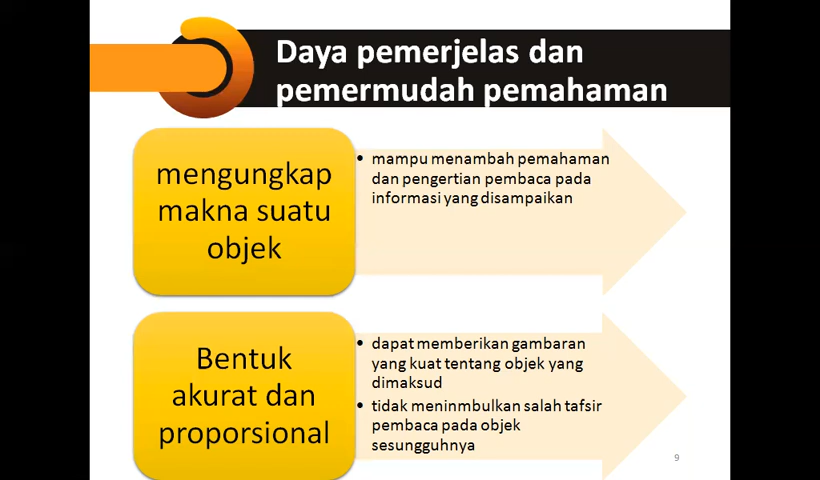 Daya pemerjelas dan
pemermudah pemahaman
mengungkap
makna suatu
objek
• mampu menambah pemahaman
dan pengertian pembaca pada
informasi yang disampaikan
Bentuk
akurat dan
proporsional
• dapat memberikan gambaran
yang kuat tentang objek yang
dimaksud
• tidak meninmbulkan salah tafsir
pembaca pada objek
sesungguhnya
9